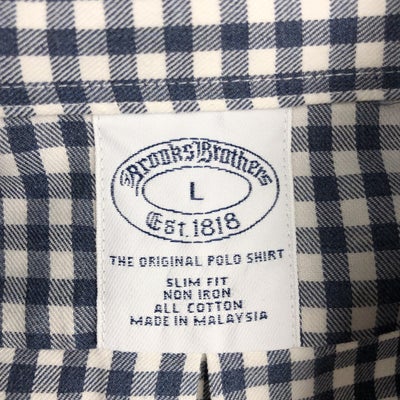 Brooks Brothers
L
Est. 1818
THE ORIGINAL POLO SHIRT
SLIM FIT
NON IRON
ALL COTTON
MADE IN MALAYSIA